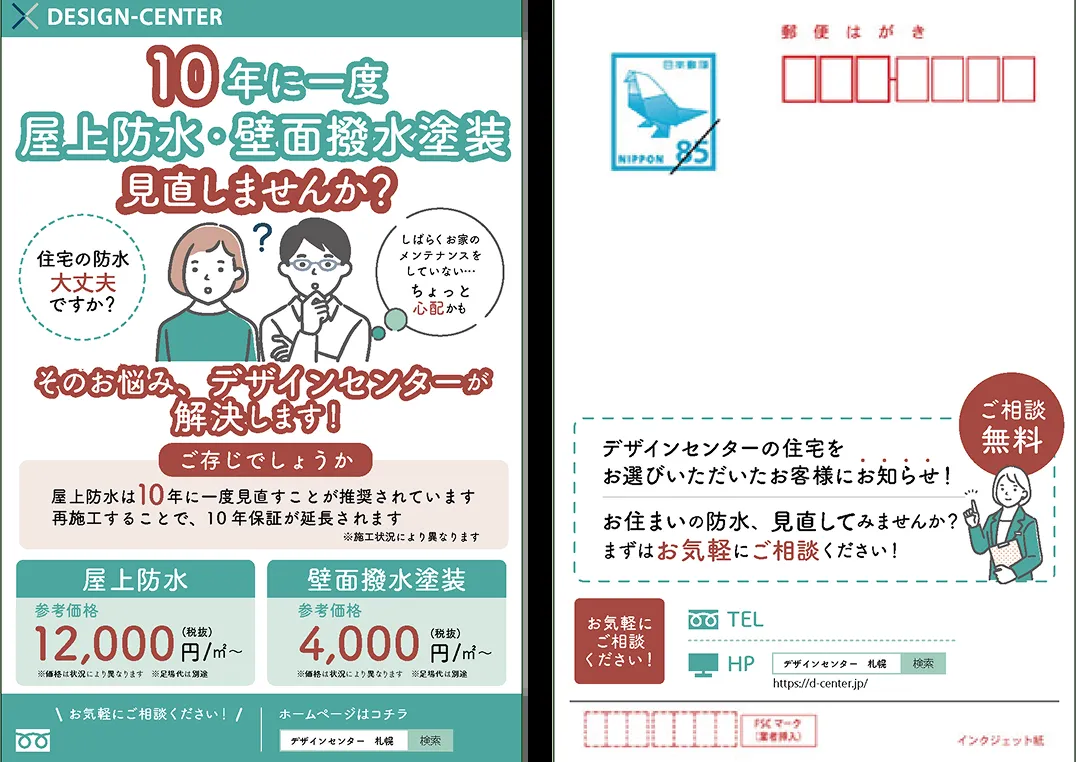 DESIGN-CENTER
10年に一度
屋上防水・壁面撥水塗装
見直しませんか?
住宅の防水
大丈夫
ですか?
?
しばらくお家の
メンテナンスを
していない…
ちょっと
心配かも
そのお悩み、デザインセンターが
解決します!
ご存じでしょうか
屋上防水は10年に一度見直すことが推奨されています
再施工することで、10年保証が延長されます
※施工状況により異なります
屋上防水
参考価格
12,000円/㎡〜
(税抜)
※価格は状況により異なります ※足場代は別途
壁面撥水塗装
参考価格
4,000円/㎡〜
(税抜)
※価格は状況により異なります ※足場代は別途
\ お気軽にご相談ください! /
ホームページはコチラ
デザインセンター 札幌 検索
郵便はがき
日本郵便
NIPPON 85
ご相談
無料
デザインセンターの住宅を
お選びいただいたお客様にお知らせ!
お住まいの防水、見直してみませんか?
まずはお気軽にご相談ください!
お気軽に
ご相談
ください!
TEL
HP
デザインセンター 札幌 検索
https://d-center.jp/
FSCマーク
(業者挿入)
インクジェット紙